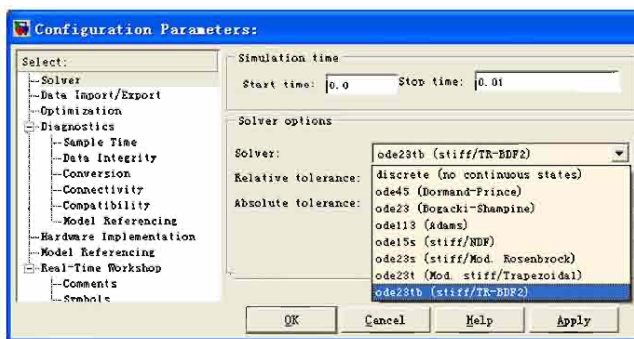 Configuration Parameters:
Select:
Solver
Data Import/Export
Optimization
Diagnostics
Sample Time
Data Integrity
Conversion
Connectivity
Compatibility
Model Referencing
Hardware Implementation
Model Referencing
Real-Time Workshop
Comments
Symbols
Simulation time
Start time: 0.0 Stop time: 0.01
Solver options
Solver: ode23tb (stiff/TR-BDF2)
Relative tolerance:
Absolute tolerance:
discrete (no continuous states)
ode45 (Dormand-Prince)
ode23 (Bogacki-Shampine)
ode113 (Adams)
ode15s (stiff/NDF)
ode23s (stiff/Mod. Rosenbrock)
ode23t (Mod. stiff/Trapezoidal)
ode23tb (stiff/TR-BDF2)
OK Cancel Help Apply